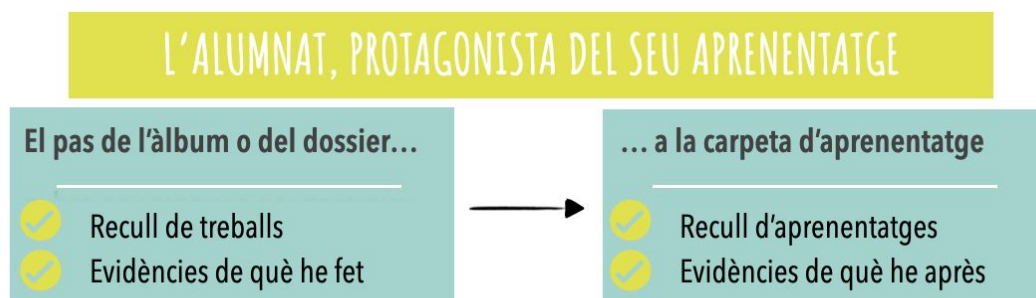 L'ALUMNAT, PROTAGONISTA DEL SEU APRENENTATGE
El pas de l'àlbum o del dossier...
Recull de treballs
Evidències de què he fet
... a la carpeta d'aprenentatge
Recull d'aprenentatges
Evidències de què he après